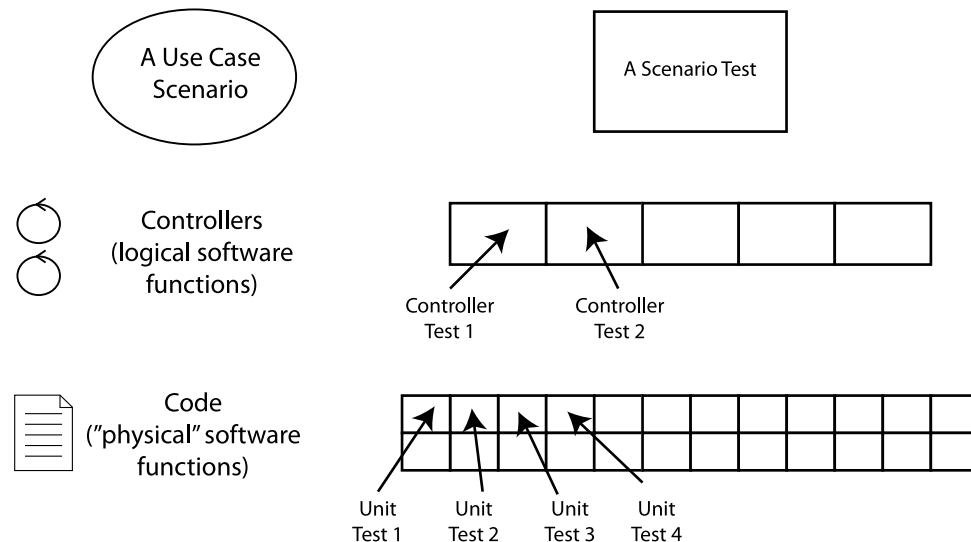 A Use Case
Scenario
A Scenario Test
Controllers
(logical software
functions)
Controller
Test 1
Controller
Test 2
Code
(”physical” software
functions)
Unit
Test 1
Unit
Test 2
Unit
Test 3
Unit
Test 4